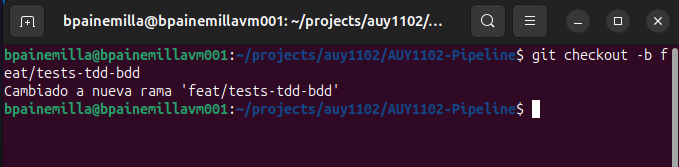 bpainemilla@bpainemillavm001: ~/projects/auy1102/...
bpainemilla@bpainemillavm001:~/projects/auy1102/AUY1102-Pipeline$ git checkout -b f
eat/tests-tdd-bdd
Cambiado a nueva rama 'feat/tests-tdd-bdd'
bpainemilla@bpainemillavm001:~/projects/auy1102/AUY1102-Pipeline$